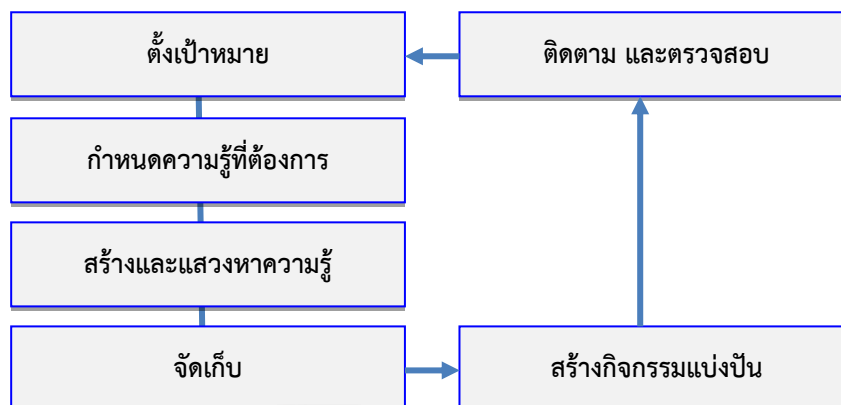 ตั้งเป้าหมาย
ติดตาม และตรวจสอบ
กำหนดความรู้ที่ต้องการ
สร้างและแสวงหาความรู้
จัดเก็บ
สร้างกิจกรรมแบ่งปัน